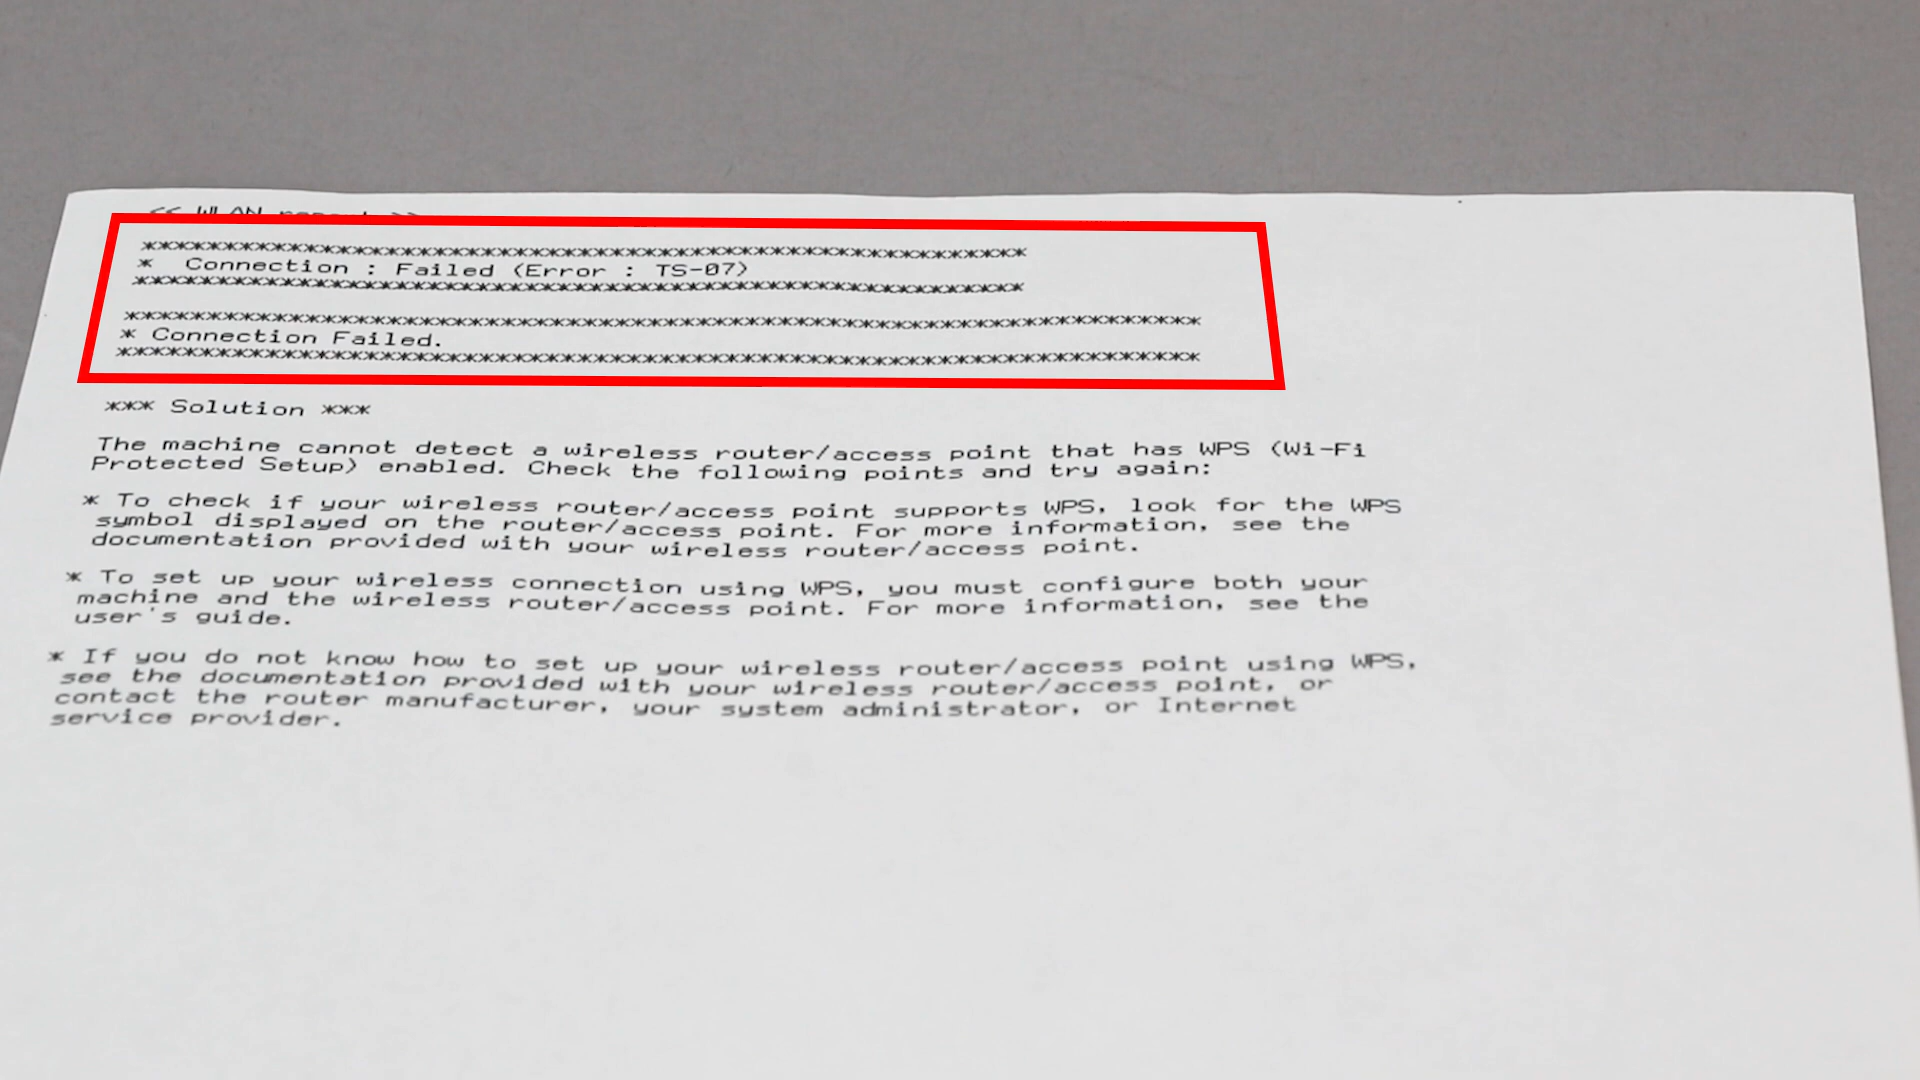 << WLAN report >>
*******************************************************
*  Connection : Failed (Error : TS-07)
*******************************************************
*******************************************************************
* Connection Failed.
*******************************************************************
*** Solution ***
The machine cannot detect a wireless router/access point that has WPS (Wi-Fi
Protected Setup) enabled. Check the following points and try again:
* To check if your wireless router/access point supports WPS, look for the WPS
symbol displayed on the router/access point. For more information, see the
documentation provided with your wireless router/access point.
* To set up your wireless connection using WPS, you must configure both your
machine and the wireless router/access point. For more information, see the
user's guide.
* If you do not know how to set up your wireless router/access point using WPS,
see the documentation provided with your wireless router/access point, or
contact the router manufacturer, your system administrator, or Internet
service provider.